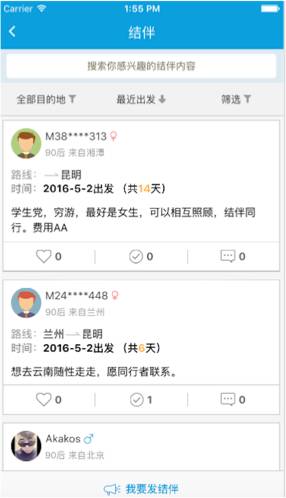 Carrier 1:55 PM
结伴
搜索你感兴趣的结伴内容
全部目的地 最近出发 筛选
M38****313 ♀
90后 来自湘潭
路线： —→昆明
时间：2016-5-2出发 （共14天）
学生党，穷游，最好是女生，可以相互照顾，结伴同
行。费用AA
0 0 0
M24****448 ♀
90后 来自兰州
路线：兰州—→昆明
时间：2016-5-2出发 （共6天）
想去云南随性走走，愿同行者联系。
0 1 0
Akakos ♂
90后 来自北京
我要发结伴